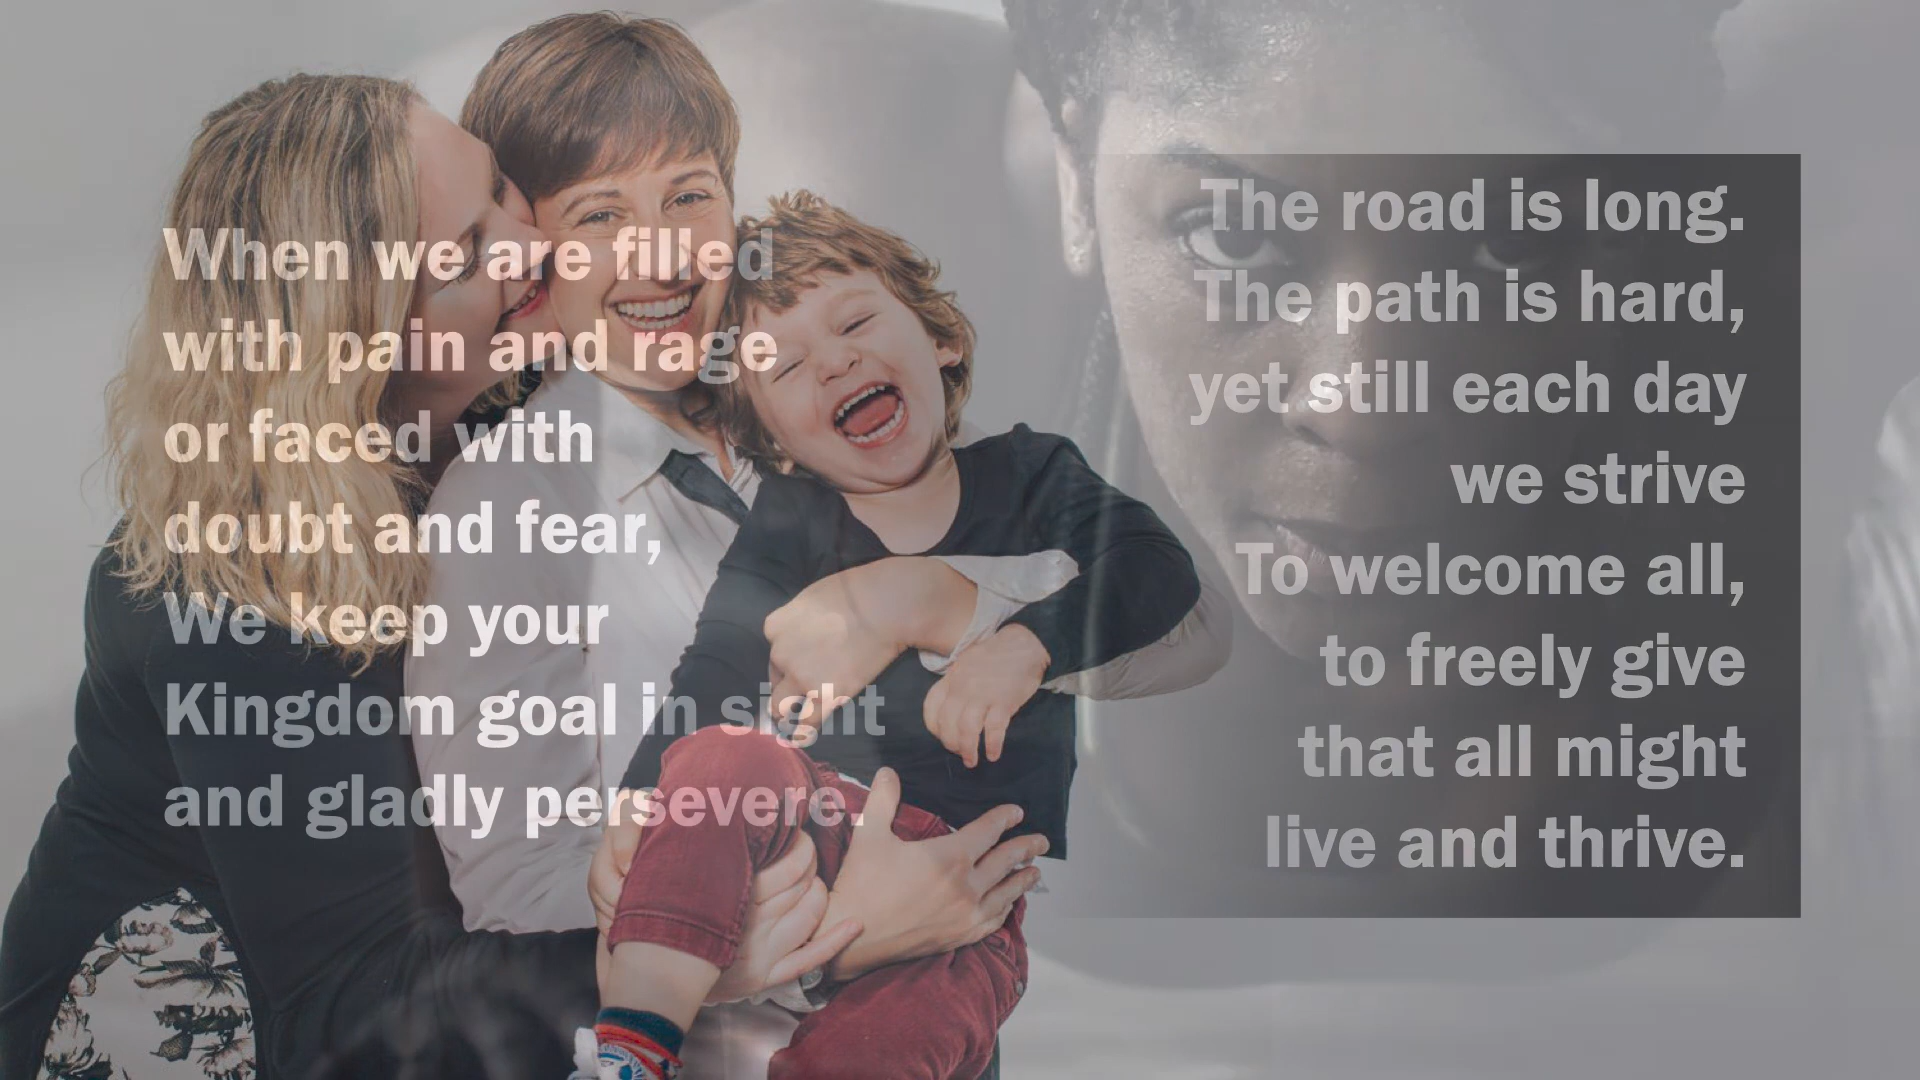 When we are filled
with pain and rage
or faced with
doubt and fear,
We keep your
Kingdom goal in sight
and gladly persevere.
The road is long.
The path is hard,
yet still each day
we strive
To welcome all,
to freely give
that all might
live and thrive.